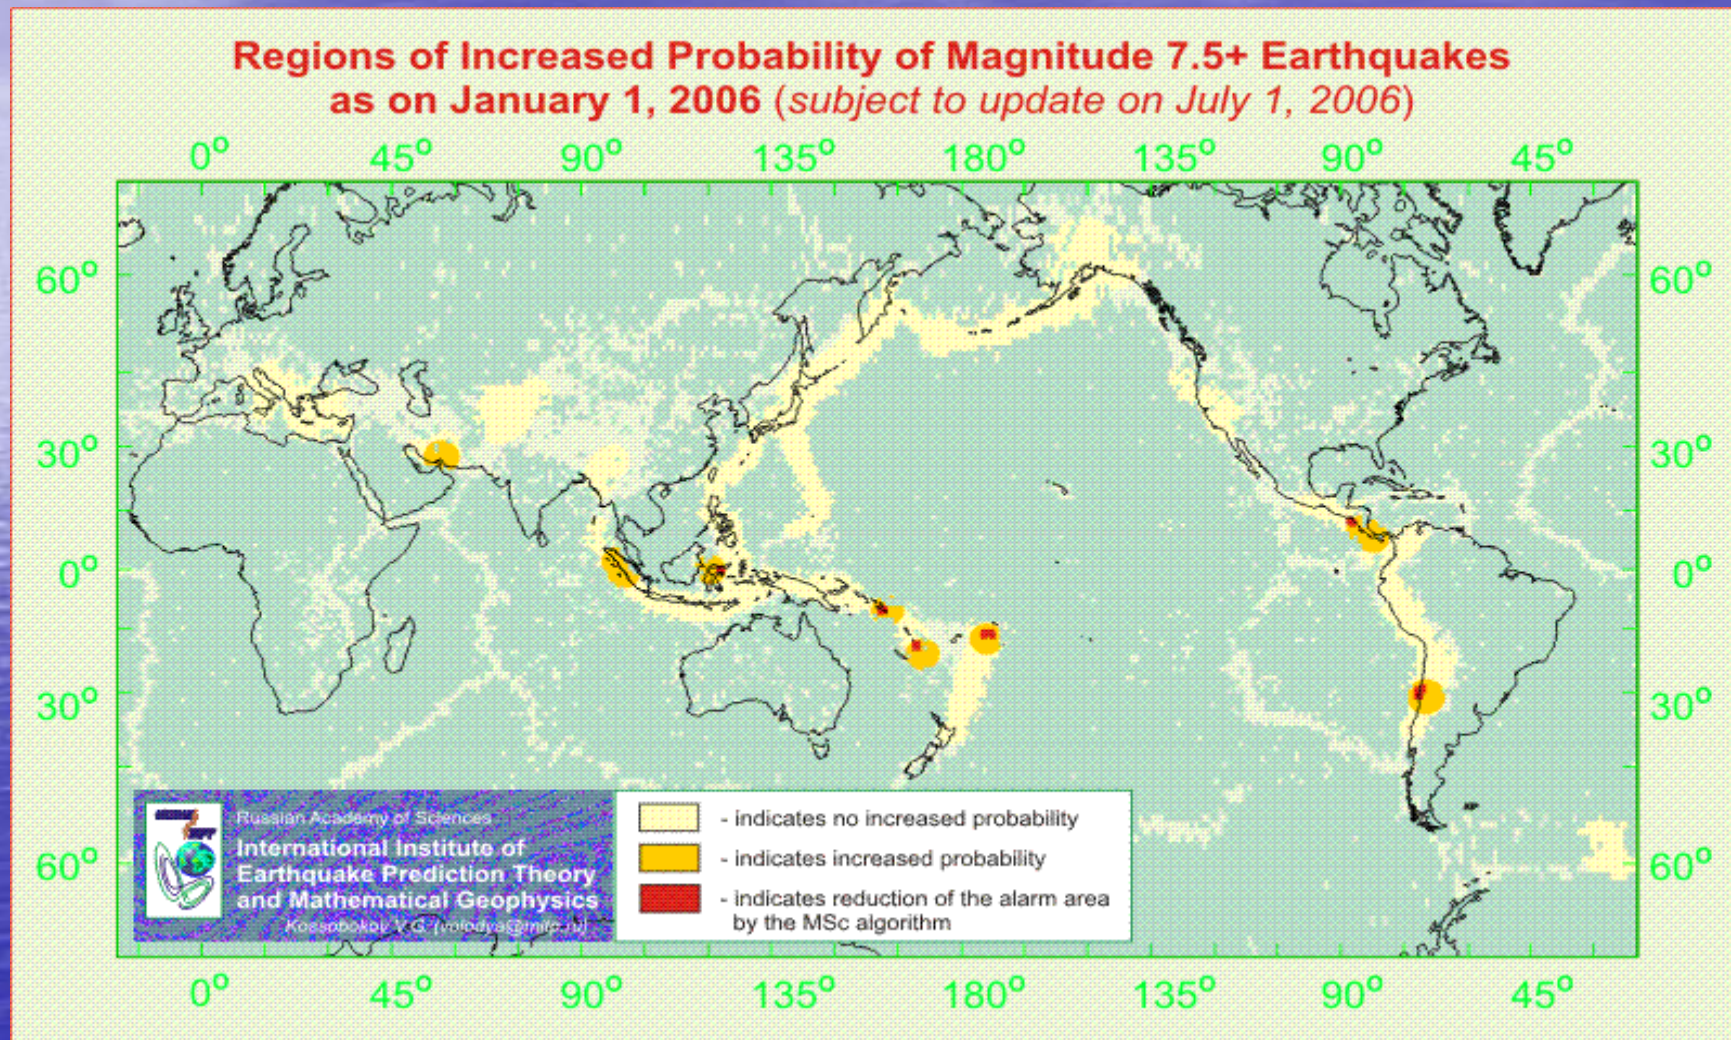 Regions of Increased Probability of Magnitude 7.5+ Earthquakes
as on January 1, 2006 (subject to update on July 1, 2006)
0° 45° 90° 135° 180° 135° 90° 45°
60° 60°
30° 30°
0° 0°
30° 30°
60° 60°
Russian Academy of Sciences
International Institute of
Earthquake Prediction Theory
and Mathematical Geophysics
Kossobokov V.G. (volodya@mitp.ru)
- indicates no increased probability
- indicates increased probability
- indicates reduction of the alarm area
by the MSc algorithm
0° 45° 90° 135° 180° 135° 90° 45°